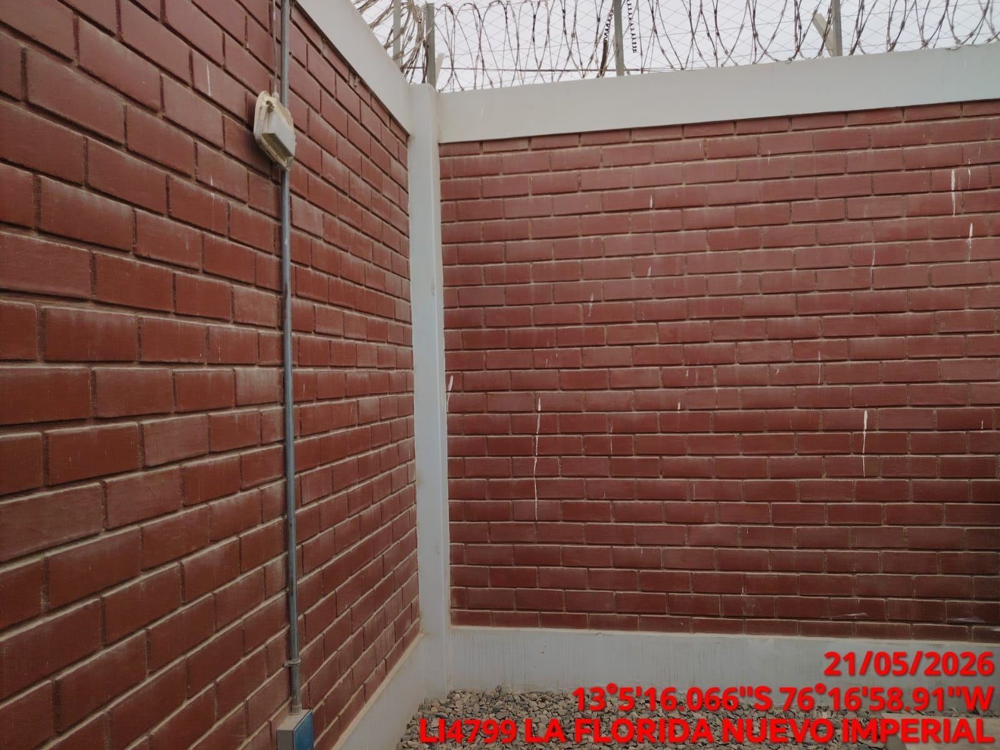 21/05/2026
13°5'16.066"S 76°16'58.91"W
LI4799 LA FLORIDA NUEVO IMPERIAL